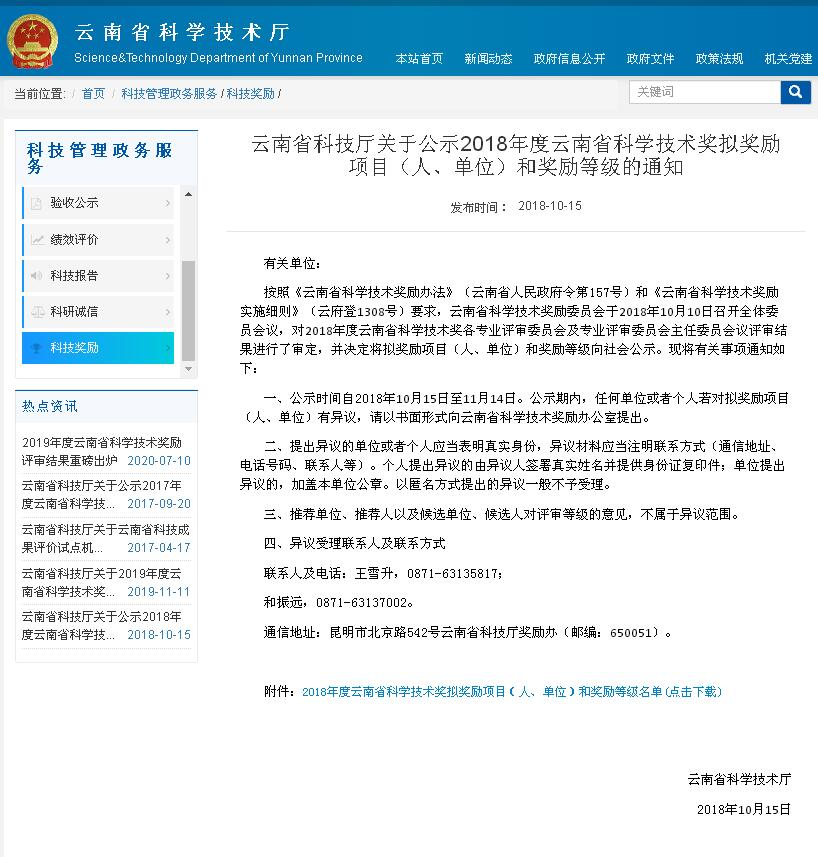 云南省科学技术厅
Science&Technology Department of Yunnan Province
本站首页 新闻动态 政府信息公开 政府文件 政策法规 机关党建
当前位置: / 首页 / 科技管理政务服务 / 科技奖励 /
关键词
科技管理政务服
务
验收公示
绩效评价
科技报告
科研诚信
科技奖励
热点资讯
2019年度云南省科学技术奖励
评审结果重磅出炉 2020-07-10
云南省科技厅关于公示2017年
度云南省科学技... 2017-09-20
云南省科技厅关于云南省科技成
果评价试点机... 2017-04-17
云南省科技厅关于2019年度云
南省科学技术奖... 2019-11-11
云南省科技厅关于公示2018年
度云南省科学技... 2018-10-15
云南省科技厅关于公示2018年度云南省科学技术奖拟奖励
项目（人、单位）和奖励等级的通知
发布时间： 2018-10-15
有关单位：
按照《云南省科学技术奖励办法》（云南省人民政府令第157号）和《云南省科学技术奖励
实施细则》（云府登1308号）要求，云南省科学技术奖励委员会于2018年10月10日召开全体委
员会议，对2018年度云南省科学技术奖各专业评审委员会及专业评审委员会主任委员会议评审结
果进行了审定，并决定将拟奖励项目（人、单位）和奖励等级向社会公示。现将有关事项通知如
下：
一、公示时间自2018年10月15日至11月14日。公示期内，任何单位或者个人若对拟奖励项目
（人、单位）有异议，请以书面形式向云南省科学技术奖励办公室提出。
二、提出异议的单位或者个人应当表明真实身份，异议材料应当注明联系方式（通信地址、
电话号码、联系人等）。个人提出异议的由异议人签署真实姓名并提供身份证复印件；单位提出
异议的，加盖本单位公章。以匿名方式提出的异议一般不予受理。
三、推荐单位、推荐人以及候选单位、候选人对评审等级的意见，不属于异议范围。
四、异议受理联系人及联系方式
联系人及电话：王雪升，0871-63135817；
和振远，0871-63137002。
通信地址：昆明市北京路542号云南省科技厅奖励办（邮编：650051）。
附件：2018年度云南省科学技术奖拟奖励项目（人、单位）和奖励等级名单(点击下载)
云南省科学技术厅
2018年10月15日